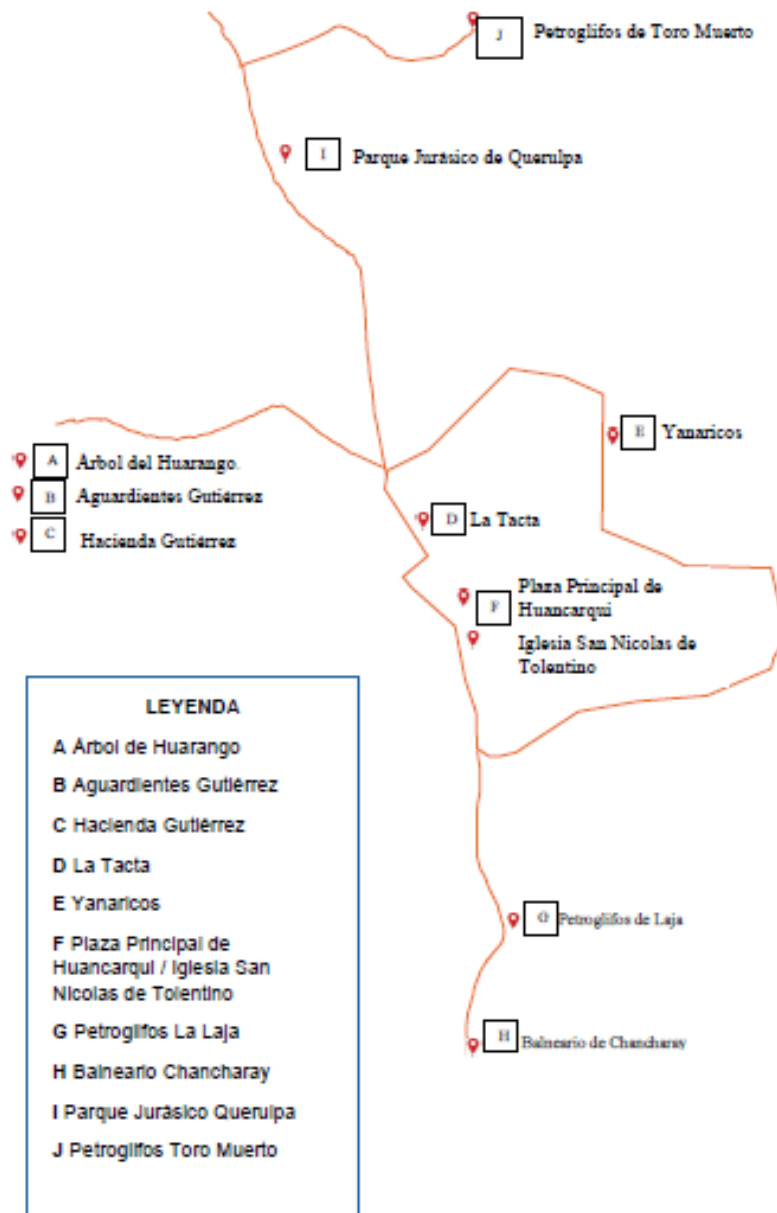 J Petroglifos de Toro Muerto
I Parque Jurásico de Querulpa
E Yanaricos
A Árbol del Huarango.
B Aguardientes Gutiérrez
C Hacienda Gutiérrez
D La Tacta
F Plaza Principal de
Huancarqui
Iglesia San Nicolas de
Tolentino
G Petroglifos de Laja
H Balneario de Chancharay
LEYENDA
A Árbol de Huarango
B Aguardientes Gutiérrez
C Hacienda Gutiérrez
D La Tacta
E Yanaricos
F Plaza Principal de
Huancarqui / Iglesia San
Nicolas de Tolentino
G Petroglifos La Laja
H Balneario Chancharay
I Parque Jurásico Querulpa
J Petroglifos Toro Muerto